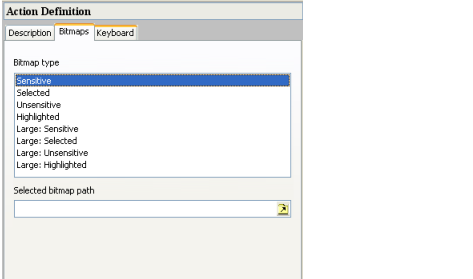 Action Definition
Description Bitmaps Keyboard
Bitmap type
Sensitive
Selected
Unsensitive
Highlighted
Large: Sensitive
Large: Selected
Large: Unsensitive
Large: Highlighted
Selected bitmap path